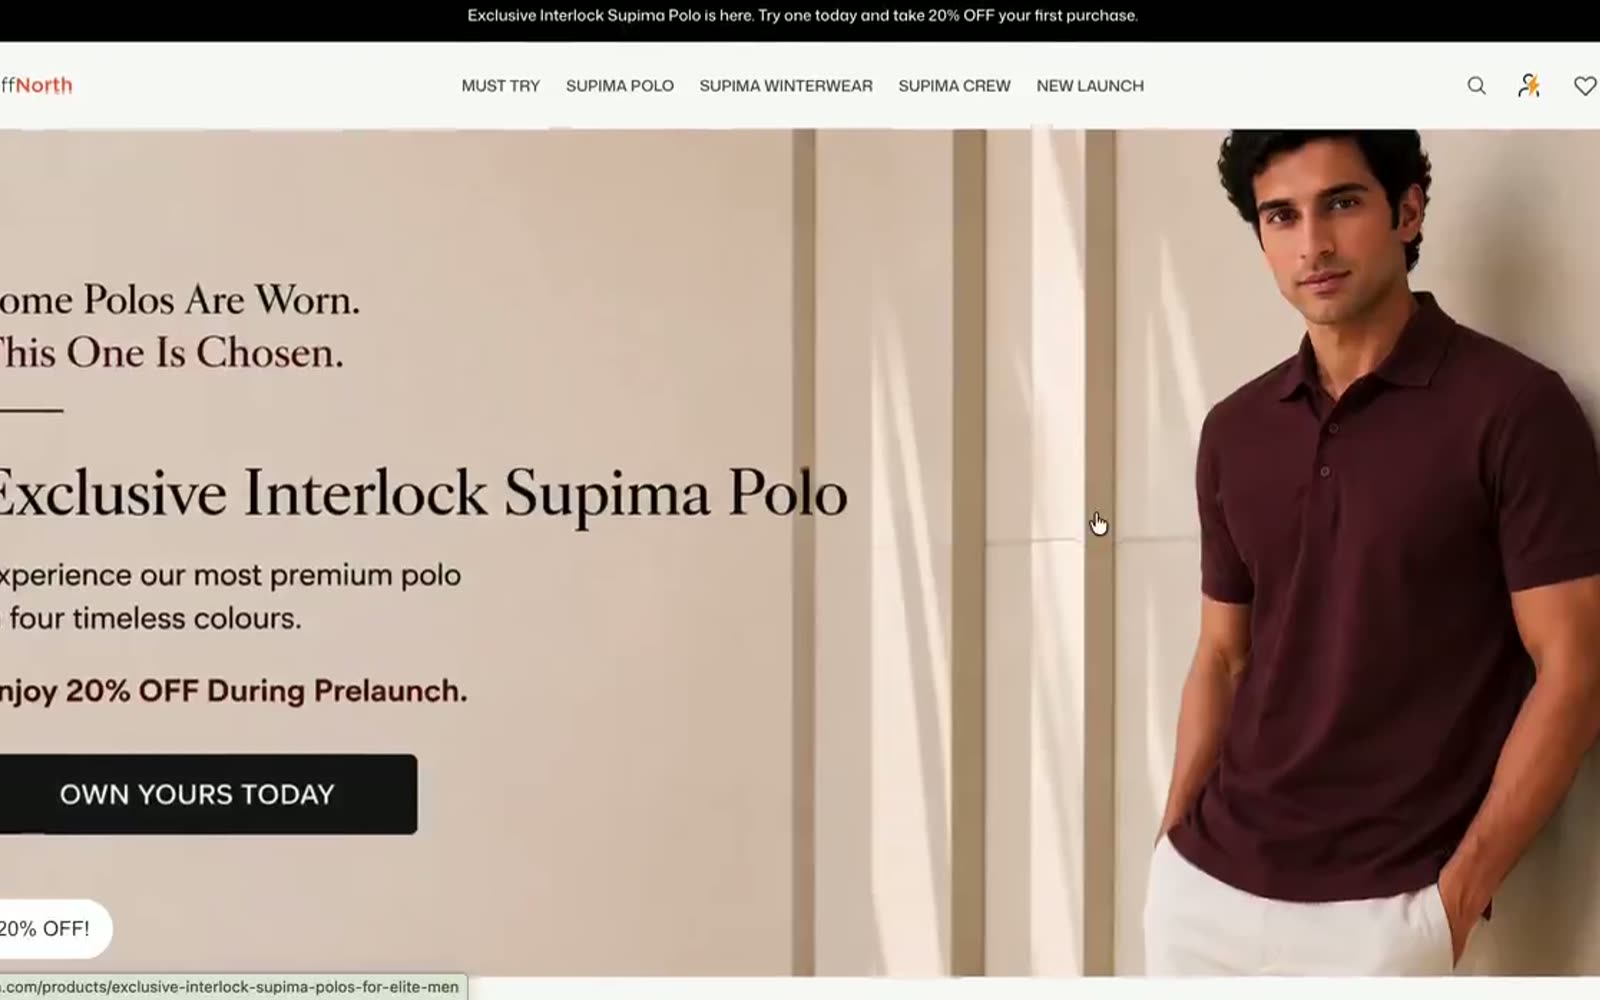 Exclusive Interlock Supima Polo is here. Try one today and take 20% OFF your first purchase.
ffNorth
MUST TRY
SUPIMA POLO
SUPIMA WINTERWEAR
SUPIMA CREW
NEW LAUNCH
ome Polos Are Worn.
This One Is Chosen.
Exclusive Interlock Supima Polo
xperience our most premium polo
four timeless colours.
njoy 20% OFF During Prelaunch.
OWN YOURS TODAY
20% OFF!
.com/products/exclusive-interlock-supima-polos-for-elite-men